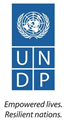 U N
D P
Empowered lives.
Resilient nations.